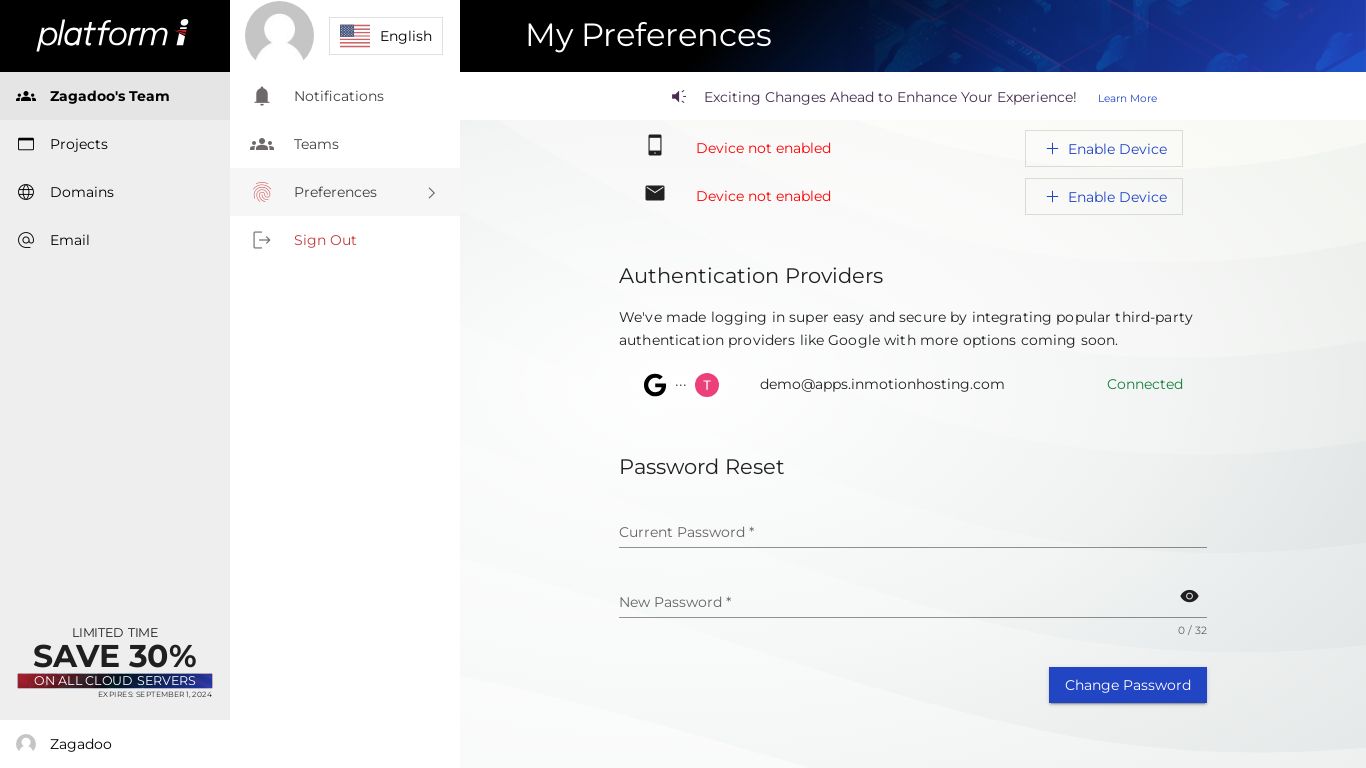 platform i
Zagadoo's Team
Projects
Domains
Email
LIMITED TIME
SAVE 30%
ON ALL CLOUD SERVERS
EXPIRES: SEPTEMBER 1, 2024
Zagadoo
English
Notifications
Teams
Preferences
Sign Out
My Preferences
Exciting Changes Ahead to Enhance Your Experience! Learn More
Device not enabled + Enable Device
Device not enabled + Enable Device
Authentication Providers
We've made logging in super easy and secure by integrating popular third-party
authentication providers like Google with more options coming soon.
G ··· T demo@apps.inmotionhosting.com Connected
Password Reset
Current Password *
New Password *
0 / 32
Change Password